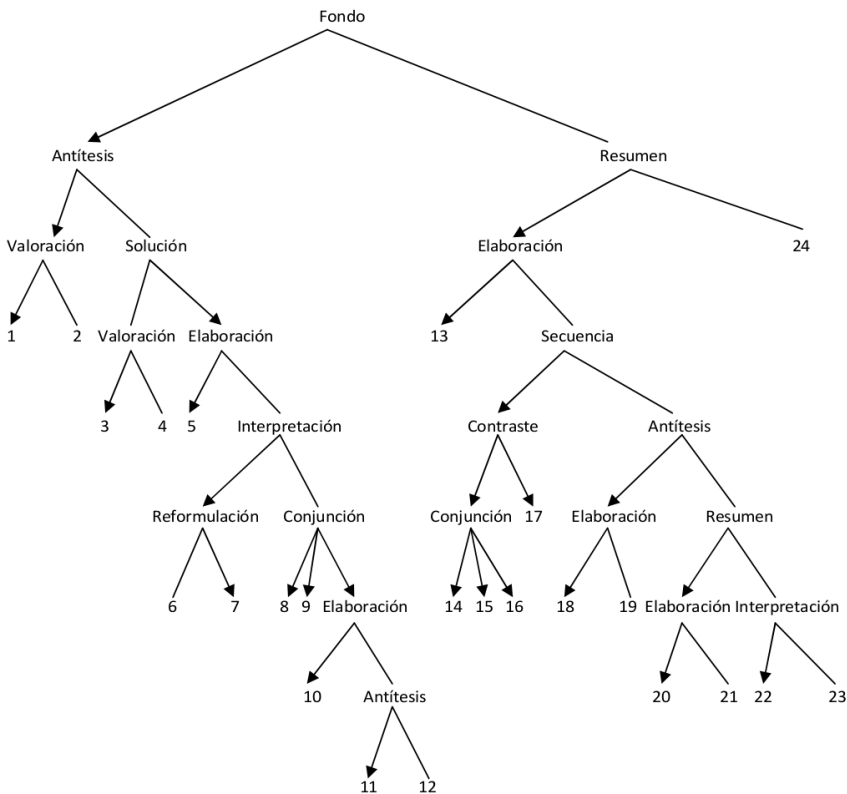 Fondo
Antítesis Resumen
Valoración Solución Elaboración 24
1 2 Valoración Elaboración 13 Secuencia
3 4 5 Interpretación Contraste Antítesis
Reformulación Conjunción Conjunción 17 Elaboración Resumen
6 7 8 9 Elaboración 14 15 16 18 19 Elaboración Interpretación
10 Antítesis 20 21 22 23
11 12